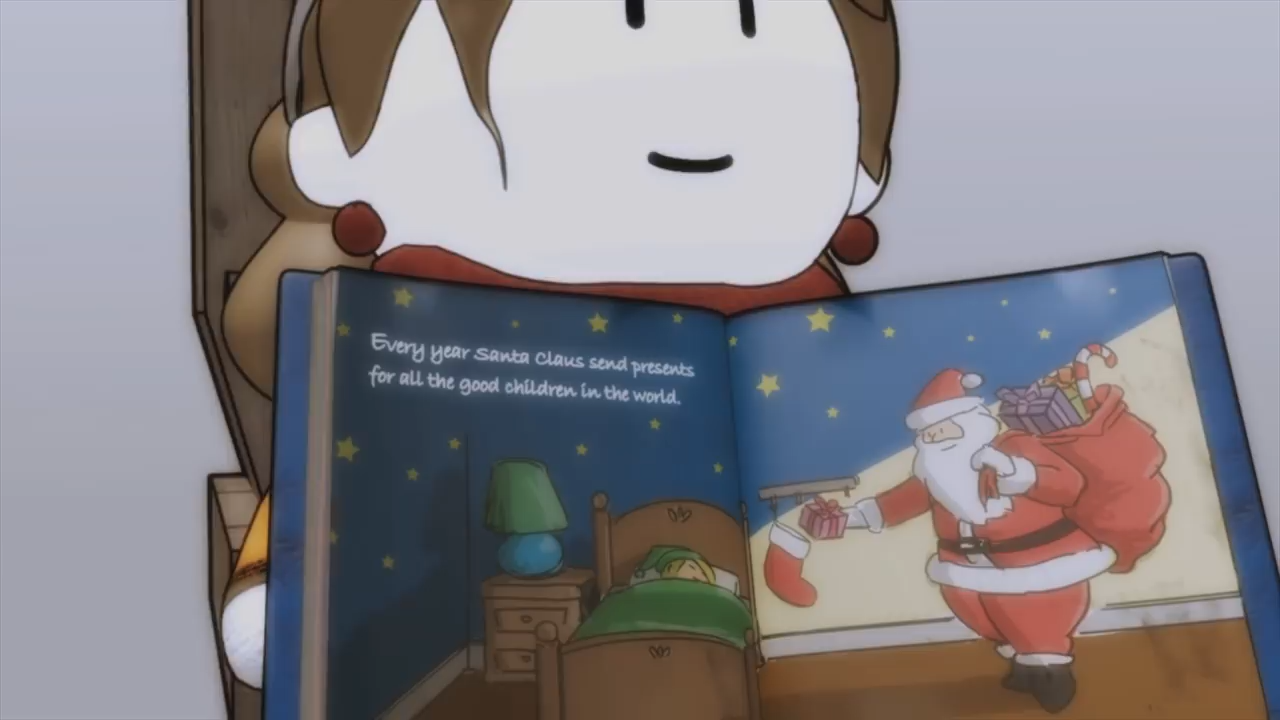 Every year Santa Claus send presents
for all the good children in the world.